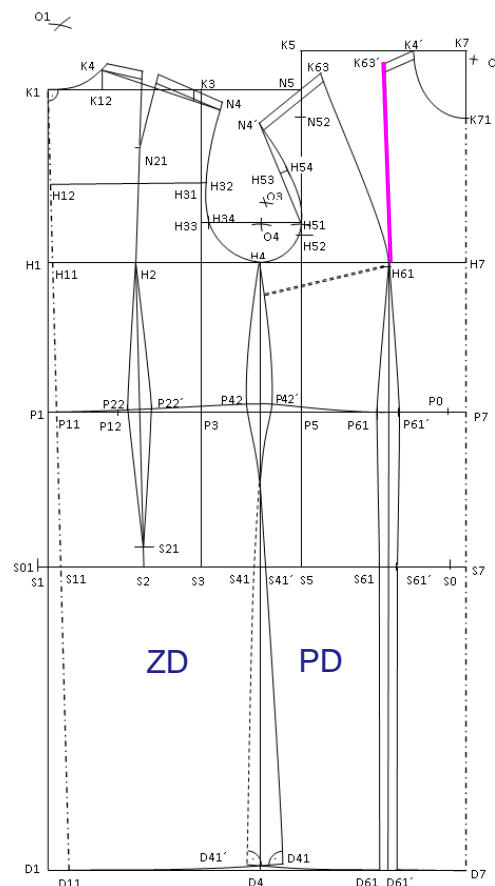 O1
K5
K4´
K7
K4
K63
K63´
O
K1
K12
K3
N4
N5
N4´
N52
K71
N21
H53
H54
H12
H31
H32
O3
H33
H34
O4
H51
H52
H4
H1
H11
H2
H61
H7
P22
P22´
P42
P42´
P0
P1
P11
P12
P3
P5
P61
P61´
P7
S21
S01
S1
S11
S2
S3
S41
S41´
S5
S61
S61´
S0
S7
ZD
PD
D41´
D41
D1
D11
D4
D61
D61´
D7